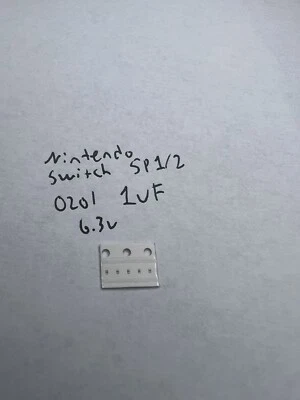 Nintendo
Switch SP1/2
0201 1uF
6.3v